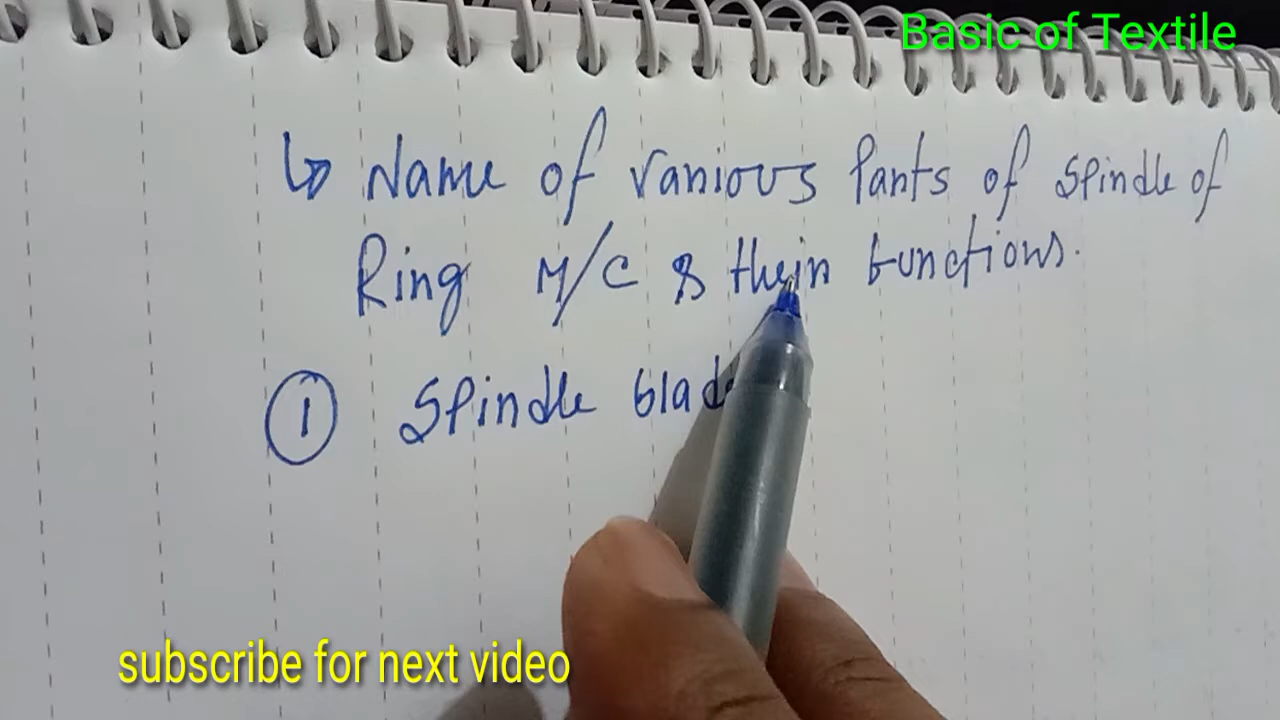 Basic of Textile
↳ Name of various Parts of Spindle of
Ring M/C & their functions.
① Spindle blade
subscribe for next video